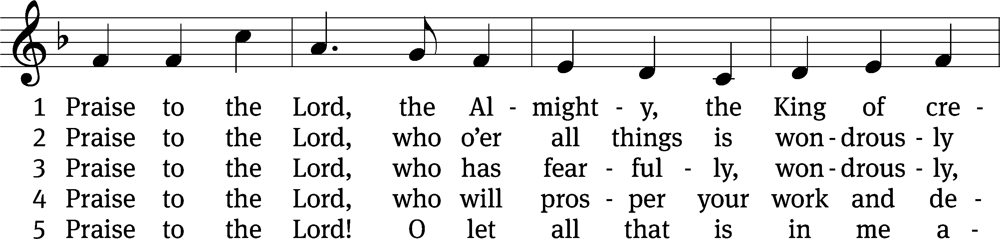 1 Praise to the Lord, the Al - might - y, the King of cre -
2 Praise to the Lord, who o’er all things is won - drous - ly
3 Praise to the Lord, who has fear - ful - ly, won - drous - ly,
4 Praise to the Lord, who will pros - per your work and de -
5 Praise to the Lord! O let all that is in me a -